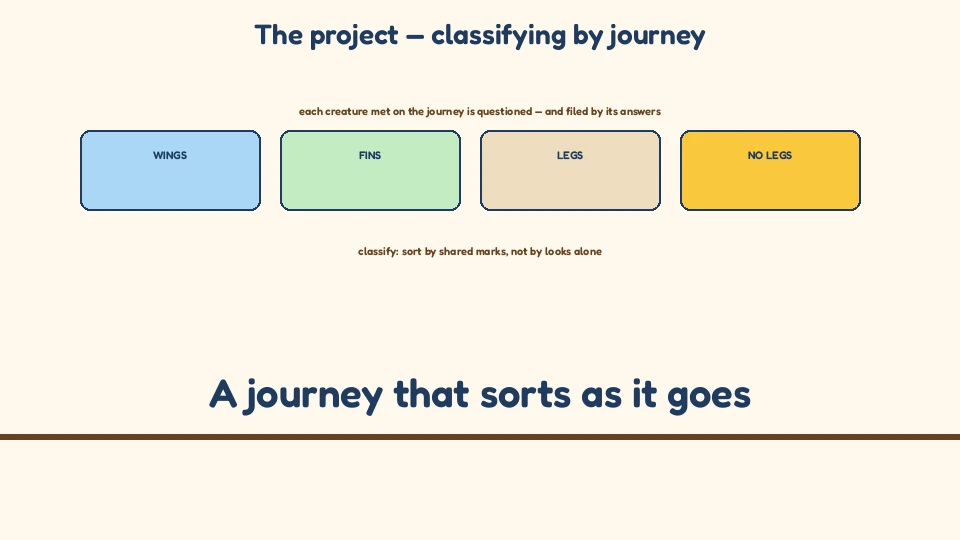 The project — classifying by journey
each creature met on the journey is questioned — and filed by its answers
WINGS
FINS
LEGS
NO LEGS
classify: sort by shared marks, not by looks alone
A journey that sorts as it goes